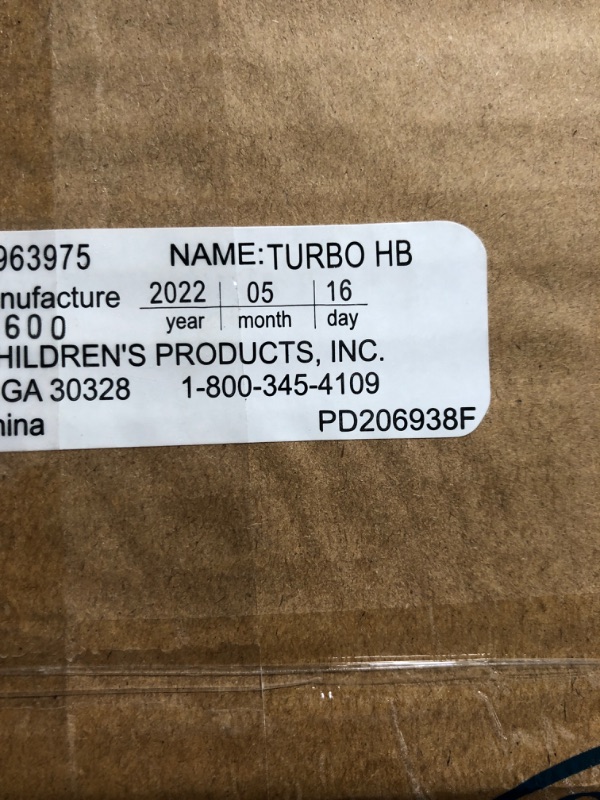 963975 NAME:TURBO HB
nufacture 2022 05 16
600 year month day
HILDREN'S PRODUCTS, INC.
GA 30328 1-800-345-4109
hina PD206938F